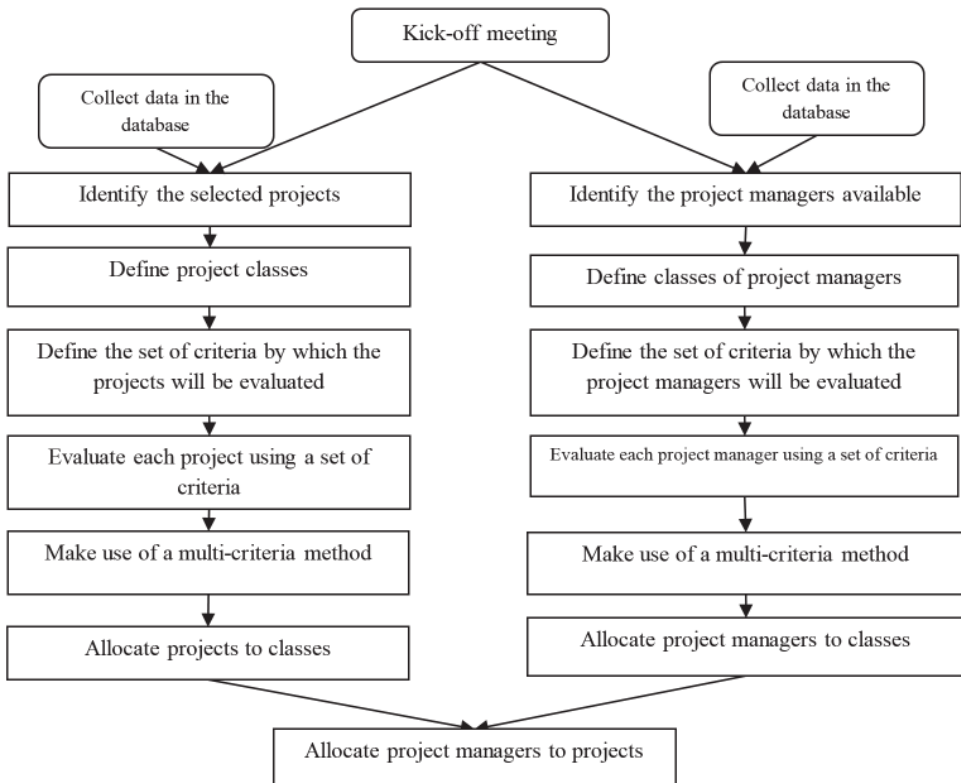 Kick-off meeting
Collect data in the
database
Collect data in the
database
Identify the selected projects
Identify the project managers available
Define project classes
Define classes of project managers
Define the set of criteria by which the
projects will be evaluated
Define the set of criteria by which the
project managers will be evaluated
Evaluate each project using a set of
criteria
Evaluate each project manager using a set of criteria
Make use of a multi-criteria method
Make use of a multi-criteria method
Allocate projects to classes
Allocate project managers to classes
Allocate project managers to projects